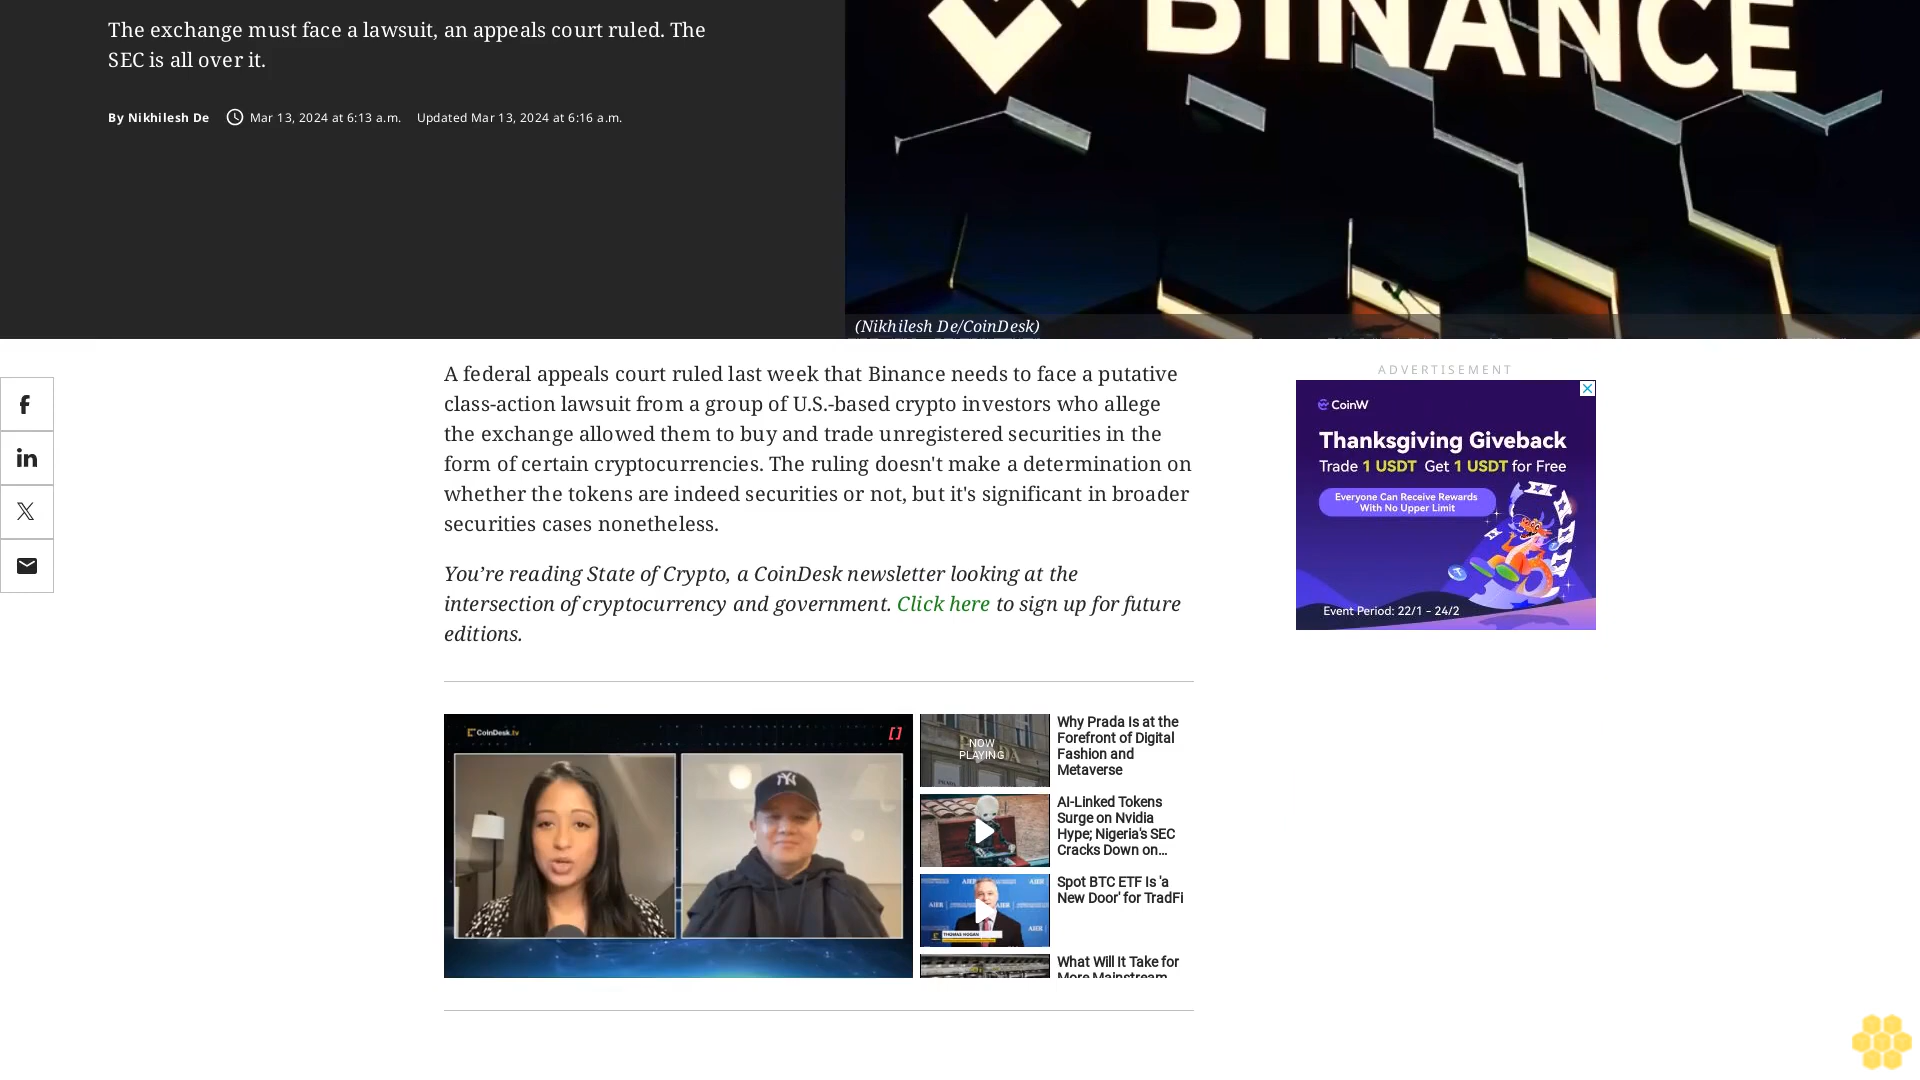 The exchange must face a lawsuit, an appeals court ruled. The
SEC is all over it.
By Nikhilesh De
Mar 13, 2024 at 6:13 a.m.
Updated Mar 13, 2024 at 6:16 a.m.
BINANCE
(Nikhilesh De/CoinDesk)
A federal appeals court ruled last week that Binance needs to face a putative
class-action lawsuit from a group of U.S.-based crypto investors who allege
the exchange allowed them to buy and trade unregistered securities in the
form of certain cryptocurrencies. The ruling doesn't make a determination on
whether the tokens are indeed securities or not, but it's significant in broader
securities cases nonetheless.
You’re reading State of Crypto, a CoinDesk newsletter looking at the
intersection of cryptocurrency and government. Click here to sign up for future
editions.
ADVERTISEMENT
CoinW
Thanksgiving Giveback
Trade 1 USDT Get 1 USDT for Free
Everyone Can Receive Rewards
With No Upper Limit
Event Period: 22/1 - 24/2
CoinDesk.tv
NOW
PLAYING
Why Prada Is at the
Forefront of Digital
Fashion and
Metaverse
AI-Linked Tokens
Surge on Nvidia
Hype; Nigeria's SEC
Cracks Down on...
AIER
THOMAS HOGAN
Spot BTC ETF Is 'a
New Door' for TradFi
What Will It Take for
More Mainstream